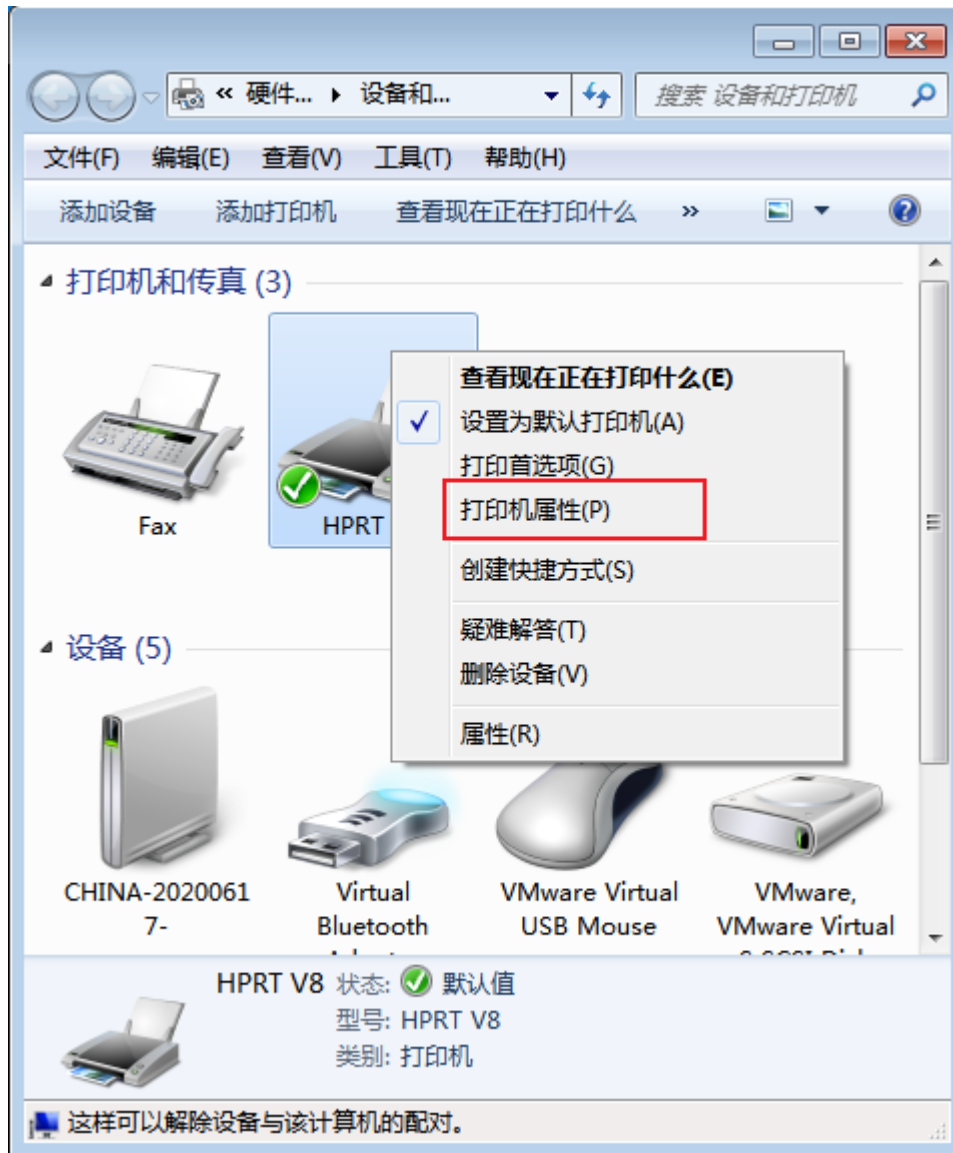 « 硬件... ▸ 设备和...
搜索 设备和打印机
文件(F) 编辑(E) 查看(V) 工具(T) 帮助(H)
添加设备 添加打印机 查看现在正在打印什么 »
打印机和传真 (3)
Fax
HPRT
查看现在正在打印什么(E)
设置为默认打印机(A)
打印首选项(G)
打印机属性(P)
创建快捷方式(S)
疑难解答(T)
删除设备(V)
属性(R)
设备 (5)
CHINA-2020061
7-
Virtual
Bluetooth
VMware Virtual
USB Mouse
VMware,
VMware Virtual
HPRT V8 状态: 默认值
型号: HPRT V8
类别: 打印机
这样可以解除设备与该计算机的配对。